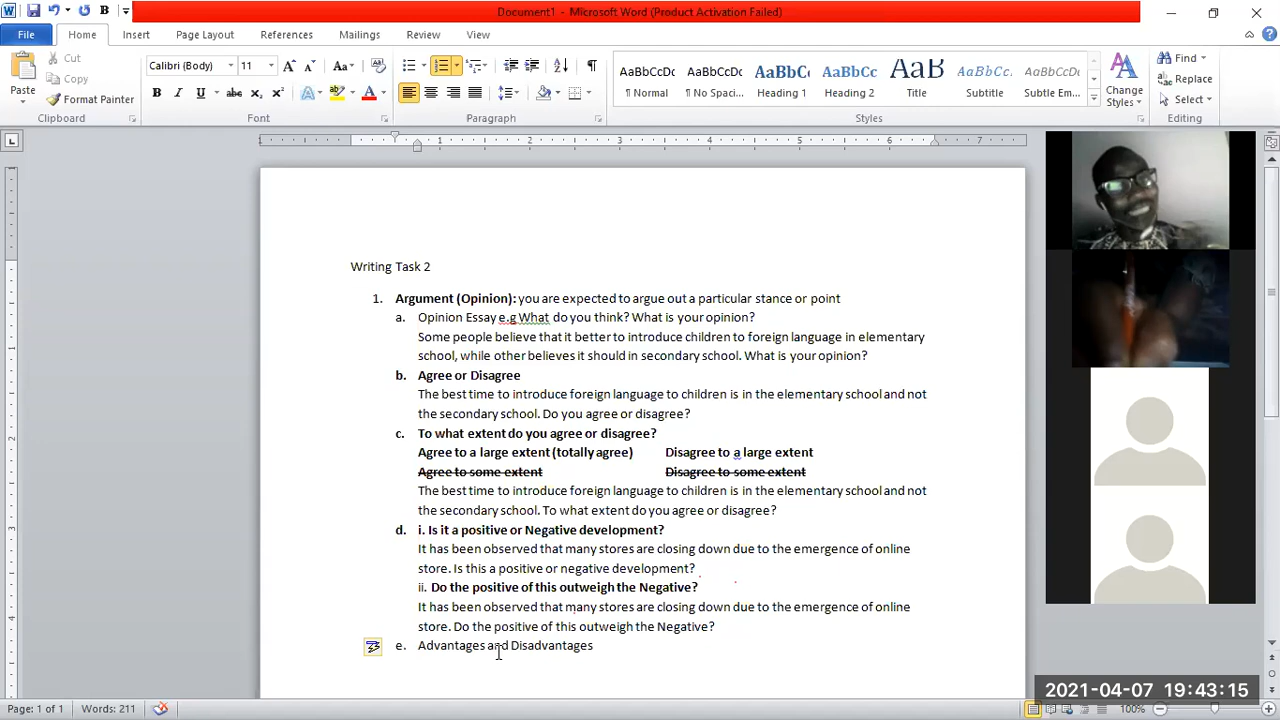 Document1 - Microsoft Word (Product Activation Failed)
File Home Insert Page Layout References Mailings Review View
Paste
Cut
Copy
Format Painter
Clipboard
Calibri (Body) 11
Font
Paragraph
AaBbCcDc AaBbCcDc AaBbC AaBbCc AaB AaBbCcL AaBbCcDc
¶ Normal ¶ No Spaci... Heading 1 Heading 2 Title Subtitle Subtle Em...
Styles
Change
Styles
Find
Replace
Select
Editing
1 1 2 3 4 5 6 7
Writing Task 2
1. Argument (Opinion): you are expected to argue out a particular stance or point
a. Opinion Essay e.g What do you think? What is your opinion?
Some people believe that it better to introduce children to foreign language in elementary
school, while other believes it should in secondary school. What is your opinion?
b. Agree or Disagree
The best time to introduce foreign language to children is in the elementary school and not
the secondary school. Do you agree or disagree?
c. To what extent do you agree or disagree?
Agree to a large extent (totally agree) Disagree to a large extent
Agree to some extent Disagree to some extent
The best time to introduce foreign language to children is in the elementary school and not
the secondary school. To what extent do you agree or disagree?
d. i. Is it a positive or Negative development?
It has been observed that many stores are closing down due to the emergence of online
store. Is this a positive or negative development?
ii. Do the positive of this outweigh the Negative?
It has been observed that many stores are closing down due to the emergence of online
store. Do the positive of this outweigh the Negative?
e. Advantages and Disadvantages
2021-04-07 19:43:15
Page: 1 of 1 Words: 211 100%